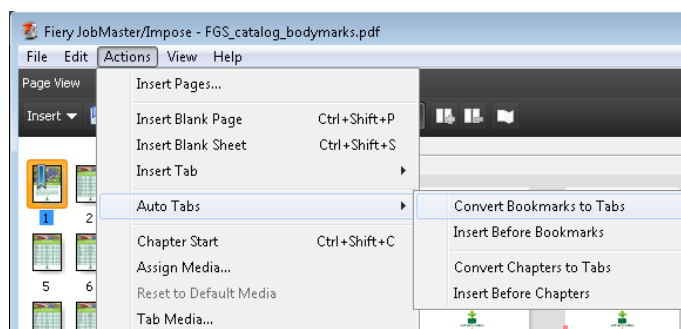 Fiery JobMaster/Impose - FGS_catalog_bodymarks.pdf
File Edit Actions View Help
Page View
Insert
Insert Pages...
Insert Blank Page Ctrl+Shift+P
Insert Blank Sheet Ctrl+Shift+S
Insert Tab
Auto Tabs
Convert Bookmarks to Tabs
Insert Before Bookmarks
Convert Chapters to Tabs
Insert Before Chapters
1 2
Chapter Start Ctrl+Shift+C
Assign Media...
5 6
Reset to Default Media
Tab Media...